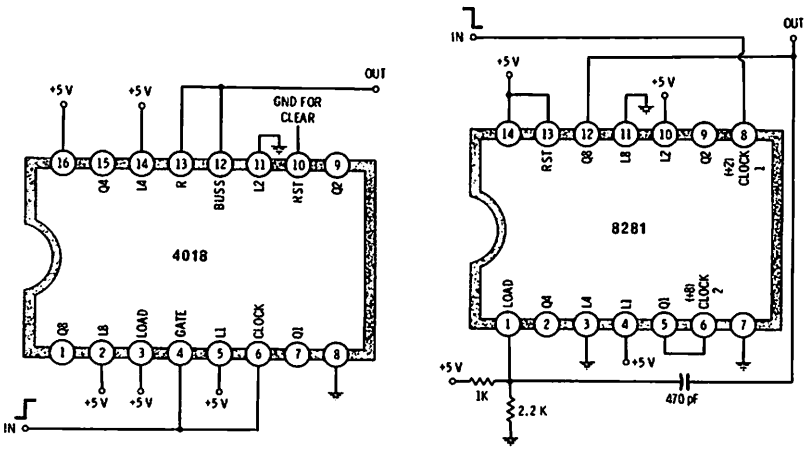 OUT
+5 V
+5 V
GND FOR
CLEAR
16
15
14
13
12
11
10
9
Q4
L4
R
BUSS
L2
RST
Q2
4018
Q8
L8
LOAD
GATE
L1
CLOCK
Q1
1
2
3
4
5
6
7
8
+5 V
+5 V
+5 V
IN
IN
OUT
+5 V
+5 V
14
13
12
11
10
9
8
RST
Q8
L8
L2
Q2
(÷2)
CLOCK
1
8281
LOAD
Q4
L4
L1
Q1
(÷8)
CLOCK
2
1
2
3
4
5
6
7
+5 V
+5 V
1K
470 pF
2.2 K